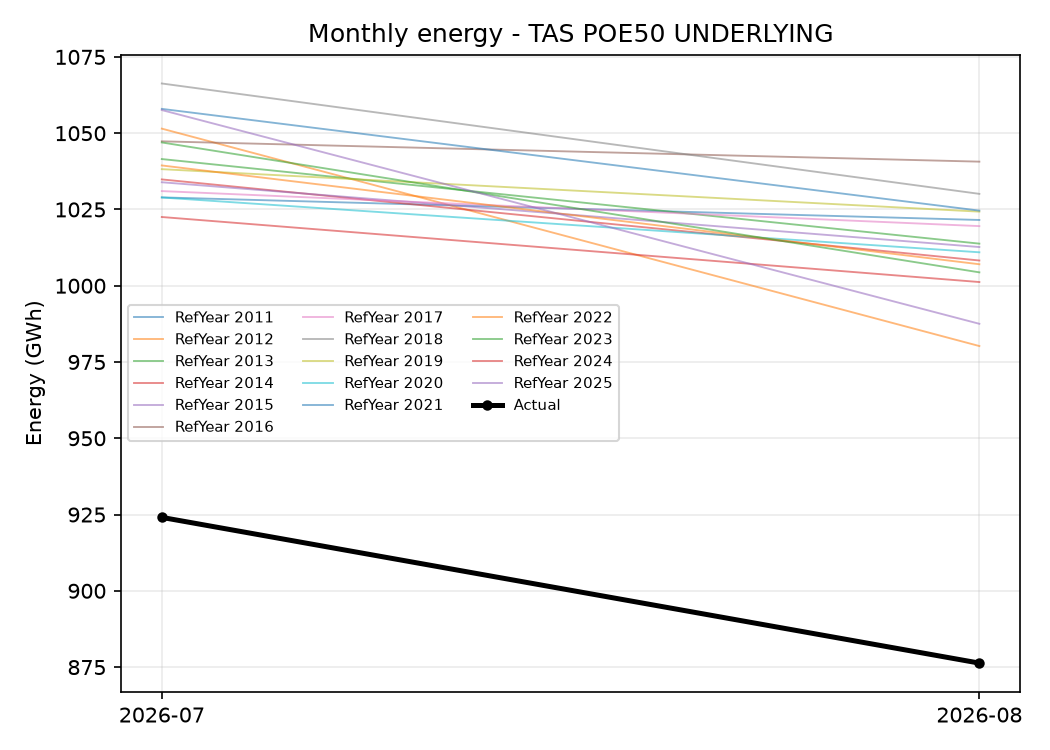 Monthly energy - TAS POE50 UNDERLYING
Energy (GWh)
1075
1050
1025
1000
975
950
925
900
875
RefYear 2011
RefYear 2012
RefYear 2013
RefYear 2014
RefYear 2015
RefYear 2016
RefYear 2017
RefYear 2018
RefYear 2019
RefYear 2020
RefYear 2021
RefYear 2022
RefYear 2023
RefYear 2024
RefYear 2025
Actual
2026-07
2026-08